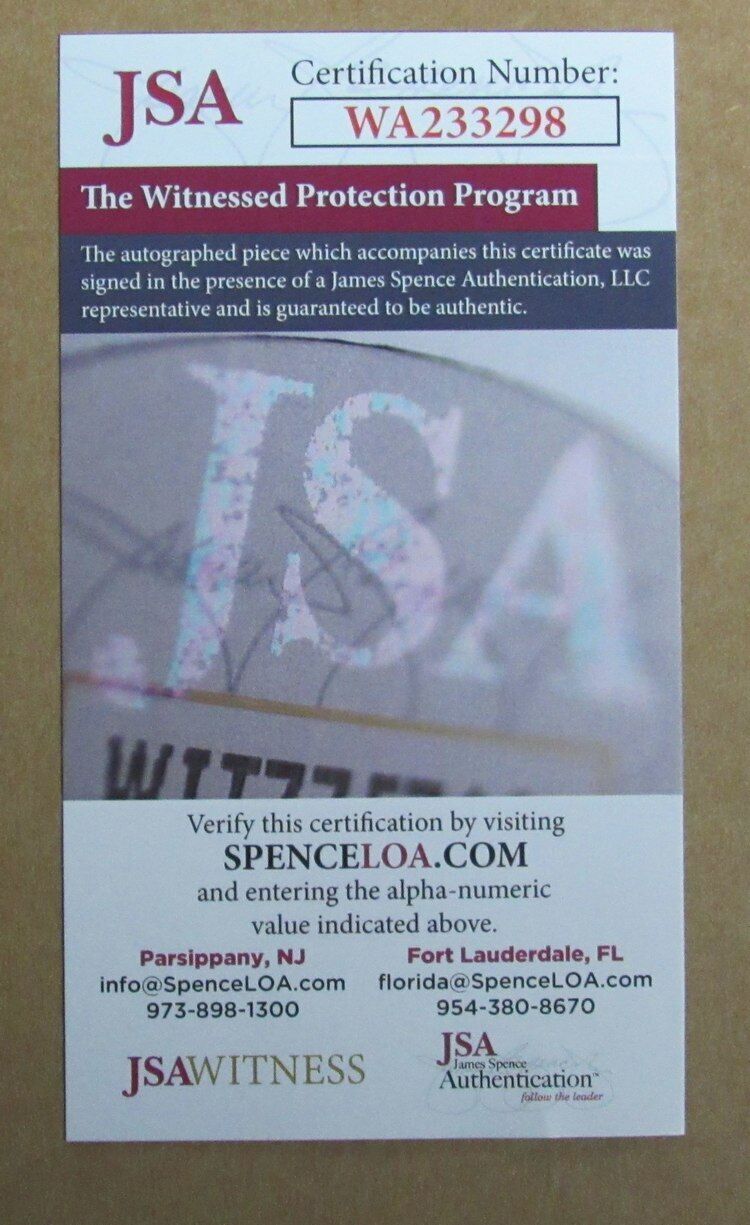 JSA
Certification Number:
WA233298
The Witnessed Protection Program
The autographed piece which accompanies this certificate was
signed in the presence of a James Spence Authentication, LLC
representative and is guaranteed to be authentic.
JSA
Verify this certification by visiting
SPENCELOA.COM
and entering the alpha-numeric
value indicated above.
Parsippany, NJ
info@SpenceLOA.com
973-898-1300
Fort Lauderdale, FL
florida@SpenceLOA.com
954-380-8670
JSAWITNESS
JSA
James Spence
Authentication™
follow the leader